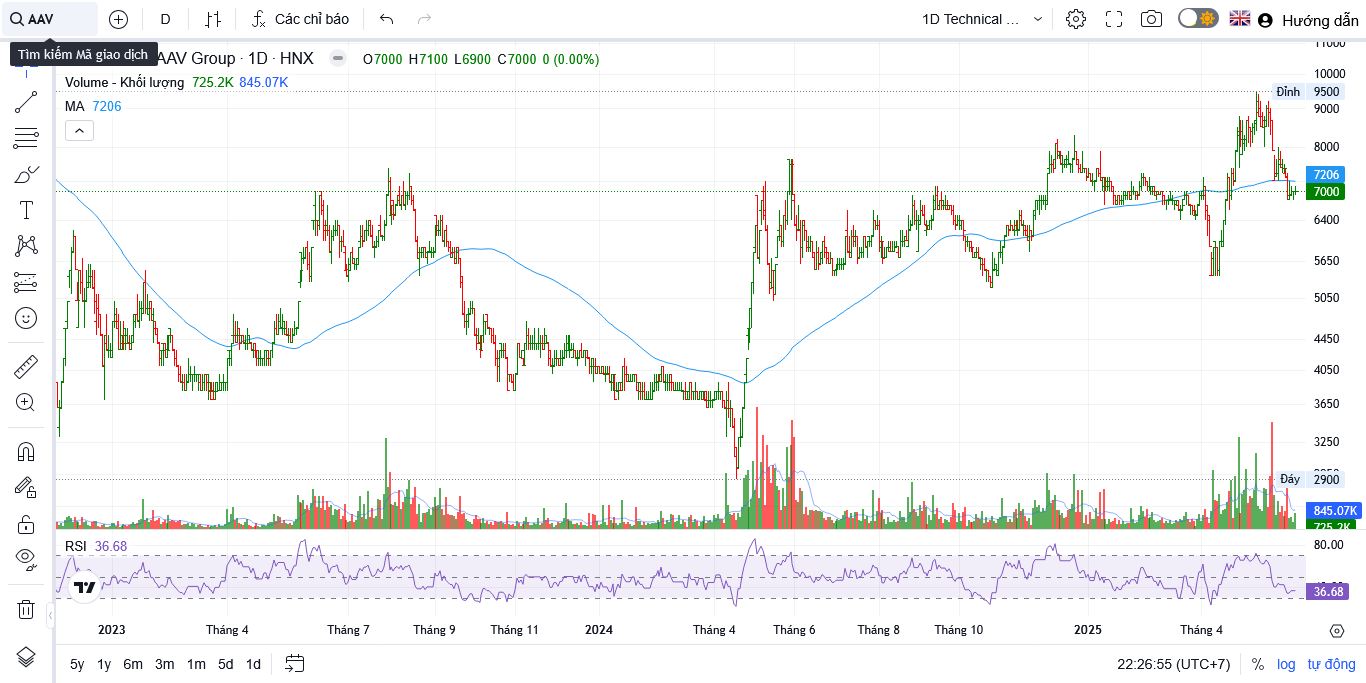 AAV
D
Các chỉ báo
1D Technical ...
Hướng dẫn
Tìm kiếm Mã giao dịch
AAV Group · 1D · HNX
O7000 H7100 L6900 C7000 0 (0.00%)
Volume - Khối lượng 725.2K 845.07K
MA 7206
11000
10000
Đỉnh 9500
9000
8000
7206
7000
6400
5650
5050
4450
4050
3650
3250
Đáy 2900
845.07K
725.2K
RSI 36.68
80.00
36.68
2023 Tháng 4 Tháng 7 Tháng 9 Tháng 11 2024 Tháng 4 Tháng 6 Tháng 8 Tháng 10 2025 Tháng 4
5y 1y 6m 3m 1m 5d 1d
22:26:55 (UTC+7) % log tự động